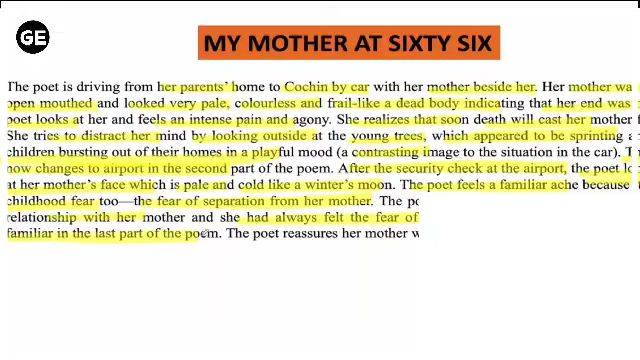 GE
MY MOTHER AT SIXTY SIX
The poet is driving from her parents' home to Cochin by car with her mother beside her. Her mother wa
open mouthed and looked very pale, colourless and frail-like a dead body indicating that her end was
poet looks at her and feels an intense pain and agony. She realizes that soon death will cast her mother f
She tries to distract her mind by looking outside at the young trees, which appeared to be sprinting a
children bursting out of their homes in a playful mood (a contrasting image to the situation in the car). T
now changes to airport in the second part of the poem. After the security check at the airport, the poet lo
at her mother's face which is pale and cold like a winter's moon. The poet feels a familiar ache because
childhood fear too—the fear of separation from her mother. The po
relationship with her mother and she had always felt the fear of
familiar in the last part of the poem. The poet reassures her mother w